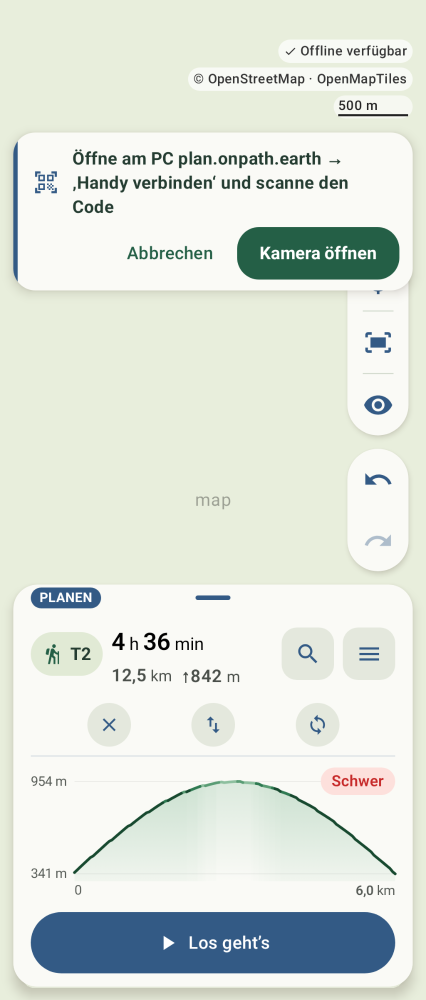 ✓ Offline verfügbar
© OpenStreetMap · OpenMapTiles
500 m
Öffne am PC plan.onpath.earth →
‚Handy verbinden‘ und scanne den
Code
Abbrechen
Kamera öffnen
map
PLANEN
T2
4 h 36 min
12,5 km ↑842 m
954 m
Schwer
341 m
0
6,0 km
Los geht’s